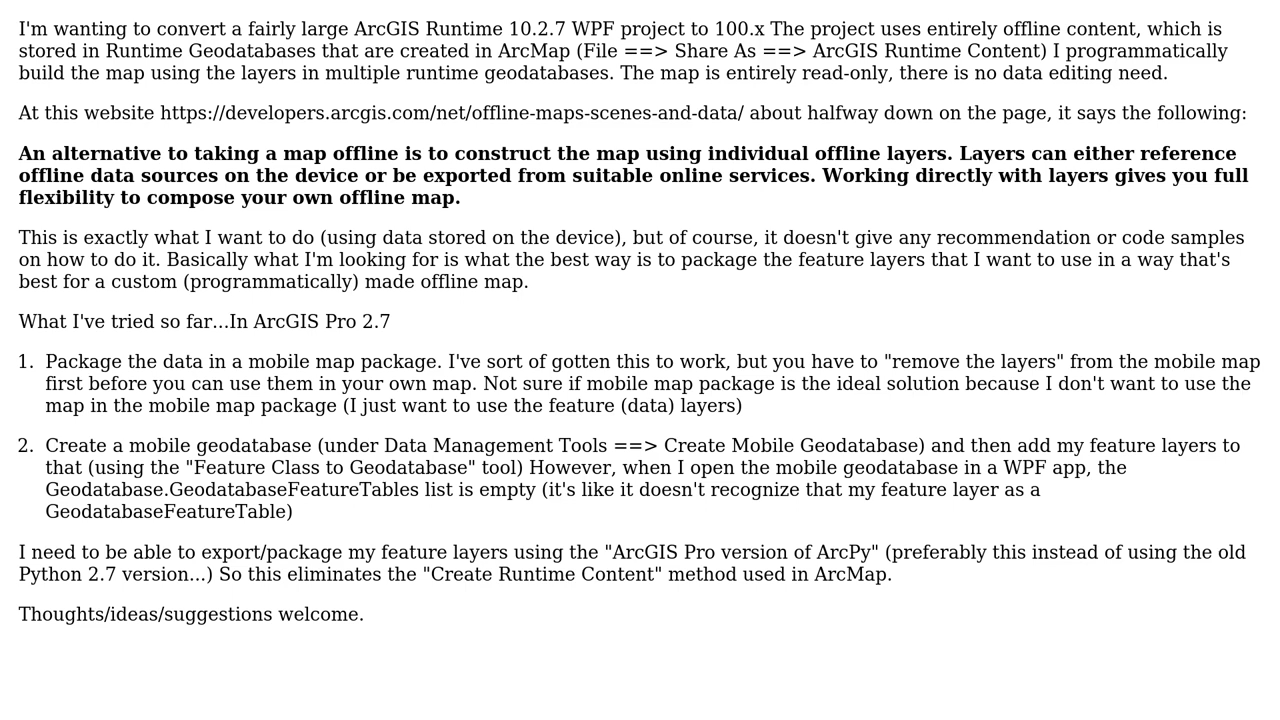 I'm wanting to convert a fairly large ArcGIS Runtime 10.2.7 WPF project to 100.x The project uses entirely offline content, which is
stored in Runtime Geodatabases that are created in ArcMap (File ==> Share As ==> ArcGIS Runtime Content) I programmatically
build the map using the layers in multiple runtime geodatabases. The map is entirely read-only, there is no data editing need.
At this website https://developers.arcgis.com/net/offline-maps-scenes-and-data/ about halfway down on the page, it says the following:
An alternative to taking a map offline is to construct the map using individual offline layers. Layers can either reference
offline data sources on the device or be exported from suitable online services. Working directly with layers gives you full
flexibility to compose your own offline map.
This is exactly what I want to do (using data stored on the device), but of course, it doesn't give any recommendation or code samples
on how to do it. Basically what I'm looking for is what the best way is to package the feature layers that I want to use in a way that's
best for a custom (programmatically) made offline map.
What I've tried so far...In ArcGIS Pro 2.7
1. Package the data in a mobile map package. I've sort of gotten this to work, but you have to "remove the layers" from the mobile map
first before you can use them in your own map. Not sure if mobile map package is the ideal solution because I don't want to use the
map in the mobile map package (I just want to use the feature (data) layers)
2. Create a mobile geodatabase (under Data Management Tools ==> Create Mobile Geodatabase) and then add my feature layers to
that (using the "Feature Class to Geodatabase" tool) However, when I open the mobile geodatabase in a WPF app, the
Geodatabase.GeodatabaseFeatureTables list is empty (it's like it doesn't recognize that my feature layer as a
GeodatabaseFeatureTable)
I need to be able to export/package my feature layers using the "ArcGIS Pro version of ArcPy" (preferably this instead of using the old
Python 2.7 version...) So this eliminates the "Create Runtime Content" method used in ArcMap.
Thoughts/ideas/suggestions welcome.